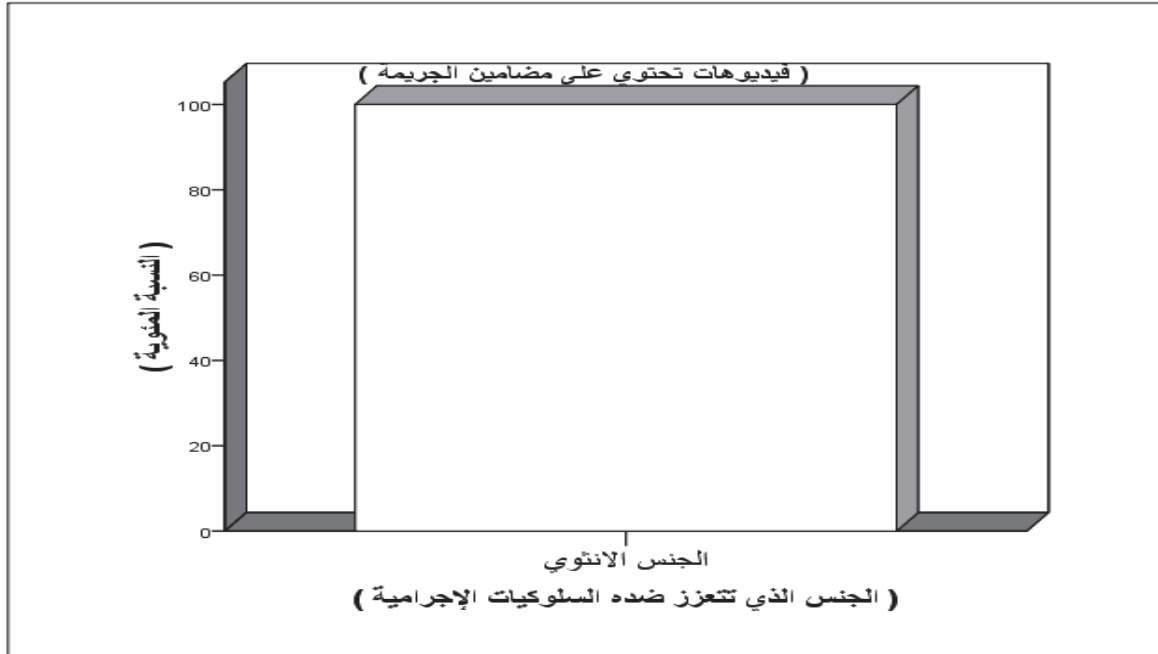 ( فيديوهات تحتوي على مضامين الجريمة )
100
80
60
40
20
0
( النسبة المئوية )
الجنس الانثوي
( الجنس الذي تتعزز ضده السلوكيات الإجرامية )